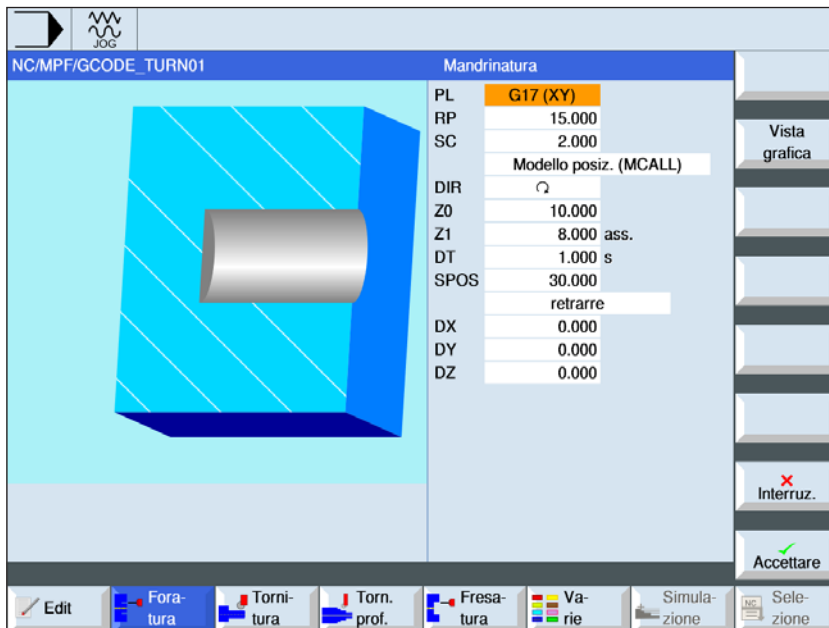 JOG
NC/MPF/GCODE_TURN01
Mandrinatura
PL G17 (XY)
RP 15.000
SC 2.000
Modello posiz. (MCALL)
DIR
Z0 10.000
Z1 8.000 ass.
DT 1.000 s
SPOS 30.000
retrarre
DX 0.000
DY 0.000
DZ 0.000
Vista
grafica
Interruz.
Accettare
Edit
Fora-
tura
Torni-
tura
Torn.
prof.
Fresa-
tura
Va-
rie
Simula-
zione
NC
Sele-
zione